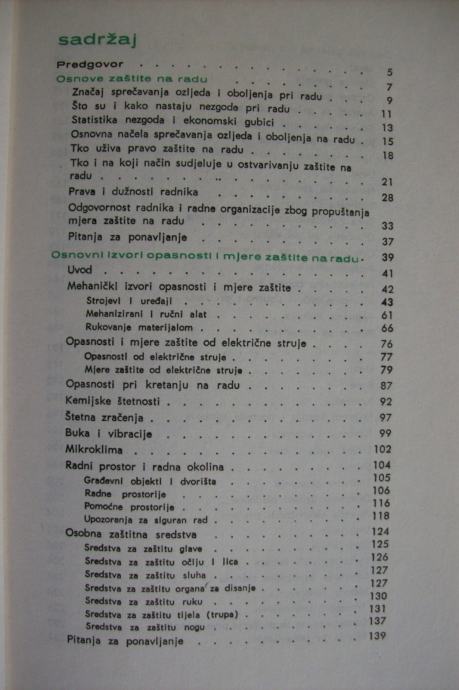 sadržaj
Predgovor . . . . . . . . . . . . 5
Osnove zaštite na radu . . . . . . . . 7
Značaj sprečavanja ozljeda i oboljenja pri radu . . . 9
Što su i kako nastaju nezgode pri radu . . . . . 11
Statistika nezgoda i ekonomski gubici . . . . . 13
Osnovna načela sprečavanja ozljeda i oboljenja na radu . 15
Tko uživa pravo zaštite na radu . . . . . . . 18
Tko i na koji način sudjeluje u ostvarivanju zaštite na
radu . . . . . . . . . . . . . 21
Prava i dužnosti radnika . . . . . . . . 28
Odgovornost radnika i radne organizacije zbog propuštanja
mjera zaštite na radu . . . . . . . . . 33
Pitanja za ponavljanje . . . . . . . . . 37
Osnovni izvori opasnosti i mjere zaštite na radu . 39
Uvod . . . . . . . . . . . . . 41
Mehanički izvori opasnosti i mjere zaštite . . . . 42
Strojevi i uređaji . . . . . . . . . . 43
Mehanizirani i ručni alat . . . . . . . . 61
Rukovanje materijalom . . . . . . . . . 66
Opasnosti i mjere zaštite od električne struje . . . 76
Opasnosti od električne struje . . . . . . . 77
Mjere zaštite od električne struje . . . . . . 79
Opasnosti pri kretanju na radu . . . . . . . 87
Kemijske štetnosti . . . . . . . . . . 92
Štetna zračenja . . . . . . . . . . . 97
Buka i vibracije . . . . . . . . . . . 99
Mikroklima . . . . . . . . . . . . 102
Radni prostor i radna okolina . . . . . . . 104
Građevni objekti i dvorišta . . . . . . . 105
Radne prostorije . . . . . . . . . . 106
Pomoćne prostorije . . . . . . . . . 116
Upozoranja za siguran rad . . . . . . . 118
Osobna zaštitna sredstva . . . . . . . . 124
Sredstva za zaštitu glave . . . . . . . . 125
Sredstva za zaštitu očiju i lica . . . . . . 126
Sredstva za zaštitu sluha . . . . . . . . 127
Sredstva za zaštitu organa za disanje . . . . . 127
Sredstva za zaštitu ruku . . . . . . . . 130
Sredstva za zaštitu tijela (trupa) . . . . . . 131
Sredstva za zaštitu nogu . . . . . . . . 137
Pitanja za ponavljanje . . . . . . . . . 139